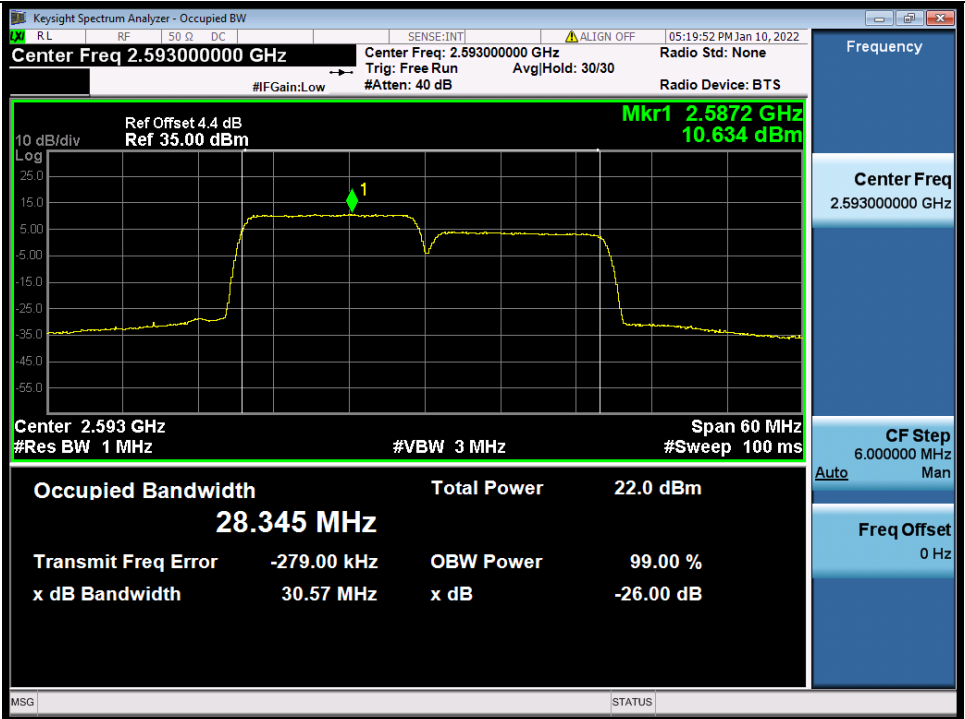 Keysight Spectrum Analyzer - Occupied BW
LXI RL RF 50 Ω DC SENSE:INT ALIGN OFF 05:19:52 PM Jan 10, 2022
Center Freq 2.593000000 GHz
Center Freq: 2.593000000 GHz
Radio Std: None
Trig: Free Run Avg|Hold: 30/30
#IFGain:Low
#Atten: 40 dB
Radio Device: BTS
Frequency
Mkr1 2.5872 GHz
10.634 dBm
Ref Offset 4.4 dB
10 dB/div Ref 35.00 dBm
Log
25.0
15.0
5.00
-5.00
-15.0
-25.0
-35.0
-45.0
-55.0
1
Center 2.593 GHz Span 60 MHz
#Res BW 1 MHz #VBW 3 MHz #Sweep 100 ms
Occupied Bandwidth Total Power 22.0 dBm
28.345 MHz
Transmit Freq Error -279.00 kHz OBW Power 99.00 %
x dB Bandwidth 30.57 MHz x dB -26.00 dB
Center Freq
2.593000000 GHz
CF Step
6.000000 MHz
Auto Man
Freq Offset
0 Hz
MSG STATUS